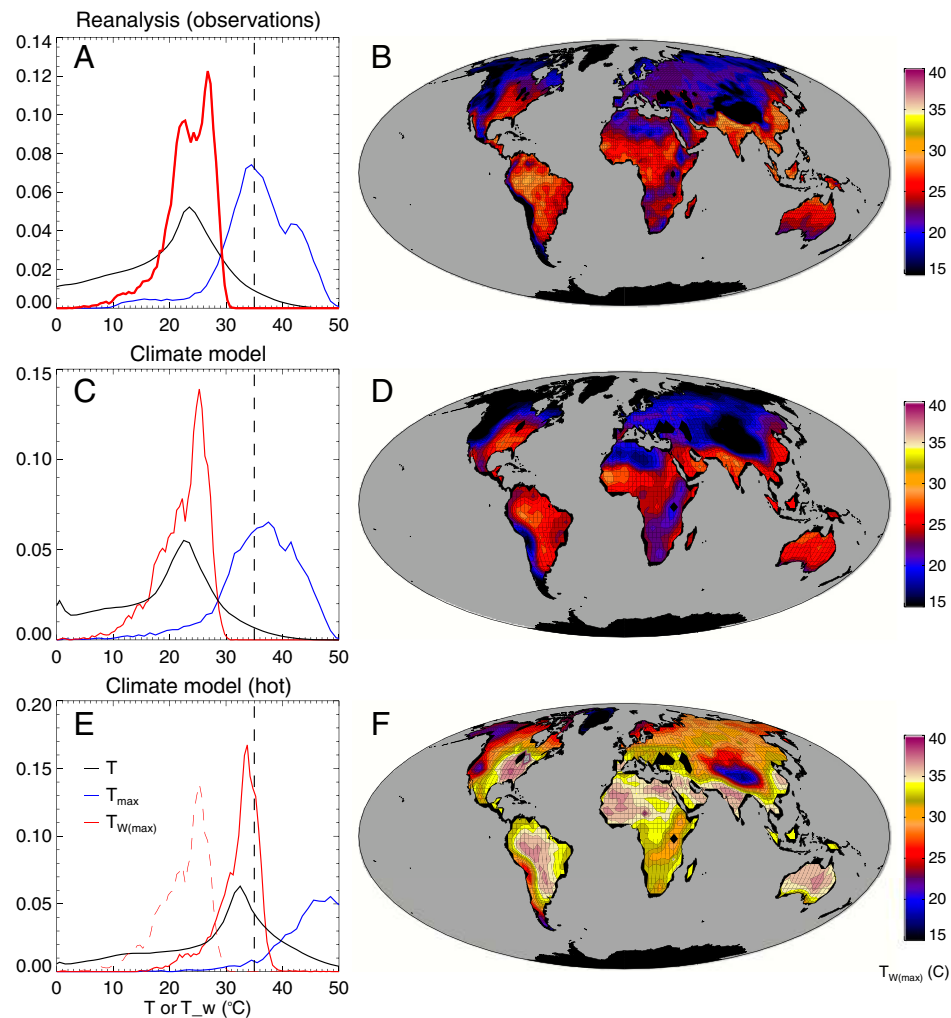 Reanalysis (observations)
A
B
0.14
0.12
0.10
0.08
0.06
0.04
0.02
0.00
0 10 20 30 40 50
40
35
30
25
20
15
Climate model
C
D
0.15
0.10
0.05
0.00
0 10 20 30 40 50
40
35
30
25
20
15
Climate model (hot)
E
F
0.20
0.15
0.10
0.05
0.00
T
Tmax
TW(max)
0 10 20 30 40 50
T or T_w (°C)
40
35
30
25
20
15
TW(max) (C)